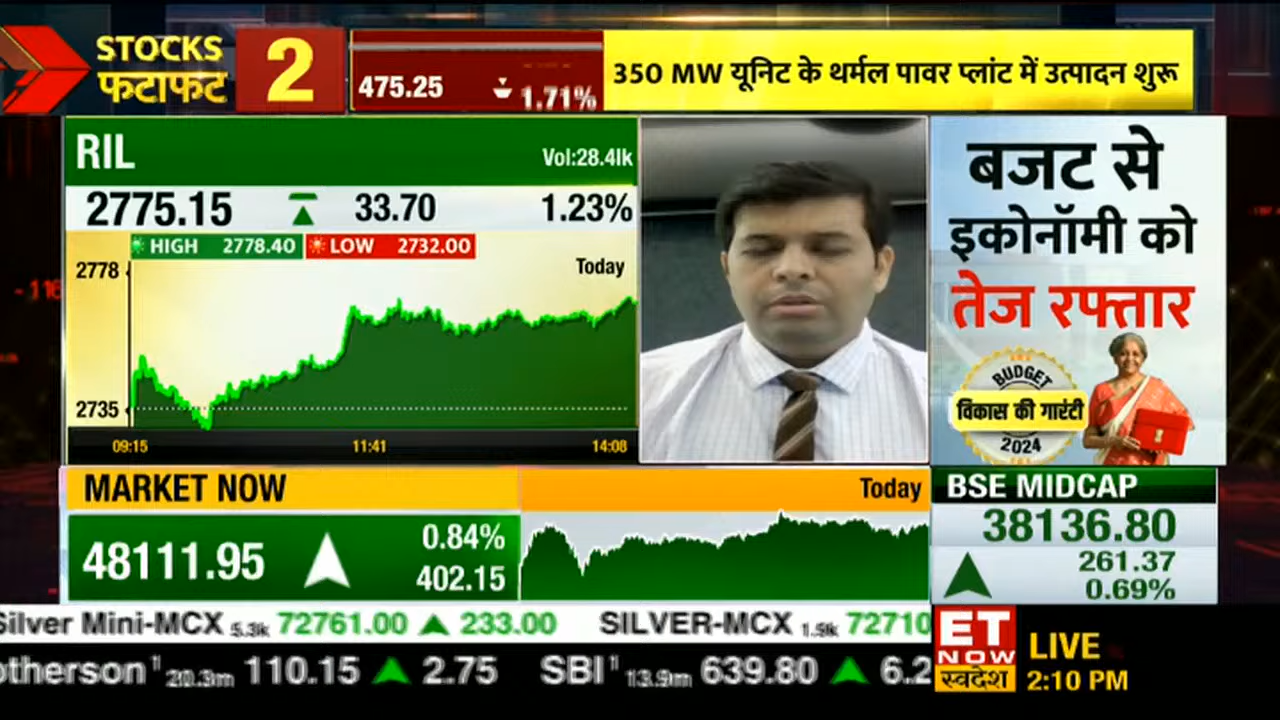 STOCKS
फटाफट
2
475.25
1.71%
350 MW यूनिट के थर्मल पावर प्लांट में उत्पादन शुरू
RIL
Vol:28.4lk
2775.15 33.70 1.23%
HIGH 2778.40 LOW 2732.00
Today
2778
2735
09:15 11:41 14:08
बजट से
इकोनॉमी को
तेज रफ्तार
BUDGET
विकास की गारंटी
2024
MARKET NOW
Today
48111.95
0.84%
402.15
BSE MIDCAP
38136.80
261.37
0.69%
Silver Mini-MCX 5.3k 72761.00 233.00 SILVER-MCX 1.9k 72710
otherson 20.3m 110.15 2.75 SBI 13.9m 639.80 6.2
ET
NOW
स्वदेश
LIVE
2:10 PM